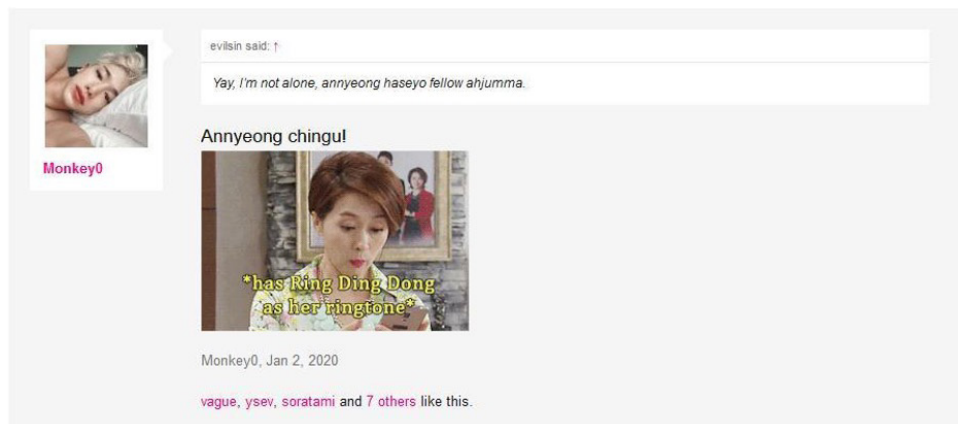 evilsin said: ↑
Yay, I'm not alone, annyeong haseyo fellow ahjumma.
Annyeong chingu!
Monkey0
*has Ring Ding Dong
as her ringtone*
Monkey0, Jan 2, 2020
vague, ysev, soratami and 7 others like this.